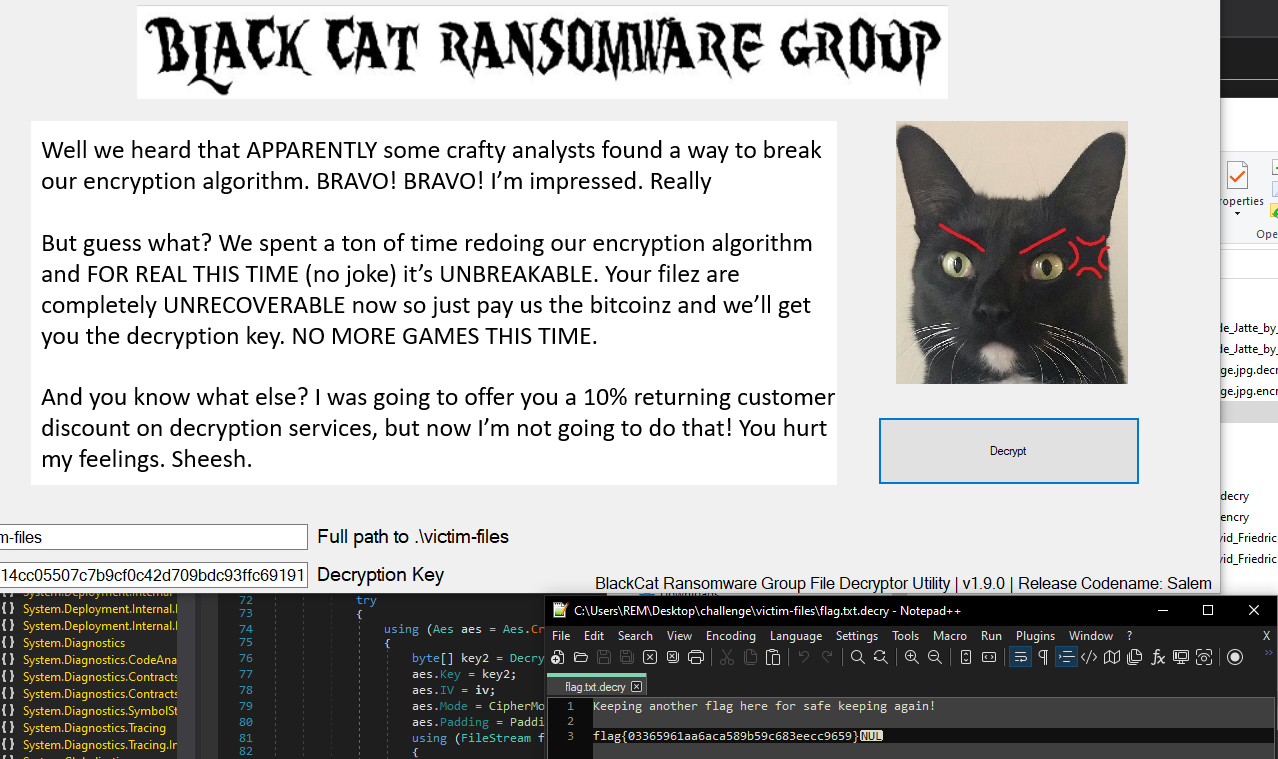 BLACK CAT RANSOMWARE GROUP
Well we heard that APPARENTLY some crafty analysts found a way to break
our encryption algorithm. BRAVO! BRAVO! I'm impressed. Really
But guess what? We spent a ton of time redoing our encryption algorithm
and FOR REAL THIS TIME (no joke) it's UNBREAKABLE. Your filez are
completely UNRECOVERABLE now so just pay us the bitcoinz and we'll get
you the decryption key. NO MORE GAMES THIS TIME.
And you know what else? I was going to offer you a 10% returning customer
discount on decryption services, but now I'm not going to do that! You hurt
my feelings. Sheesh.
Decrypt
m-files
Full path to .\victim-files
14cc05507c7b9cf0c42d709bdc93ffc69191
Decryption Key
BlackCat Ransomware Group File Decryptor Utility | v1.9.0 | Release Codename: Salem
roperties
Ope
de_Jatte_by_
de_Jatte_by_
ge.jpg.decr
ge.jpg.encr
decry
encry
vid_Friedric
vid_Friedric
{ } System.Deployment.Internal
{ } System.Deployment.Internal.I
{ } System.Deployment.Internal.I
{ } System.Diagnostics
{ } System.Diagnostics.CodeAna
{ } System.Diagnostics.Contracts
{ } System.Diagnostics.Contracts
{ } System.Diagnostics.SymbolSt
{ } System.Diagnostics.Tracing
{ } System.Diagnostics.Tracing.Ir
72 try
73 {
74 using (Aes aes = Aes.Cr
75 {
76 byte[] key2 = Decry
77 aes.Key = key2;
78 aes.IV = iv;
79 aes.Mode = CipherMo
80 aes.Padding = Paddi
81 using (FileStream f
82 {
C:\Users\REM\Desktop\challenge\victim-files\flag.txt.decry - Notepad++
File Edit Search View Encoding Language Settings Tools Macro Run Plugins Window ? X
flag.txt.decry
1 Keeping another flag here for safe keeping again!
2
3 flag{03365961aa6aca589b59c683eecc9659}NUL